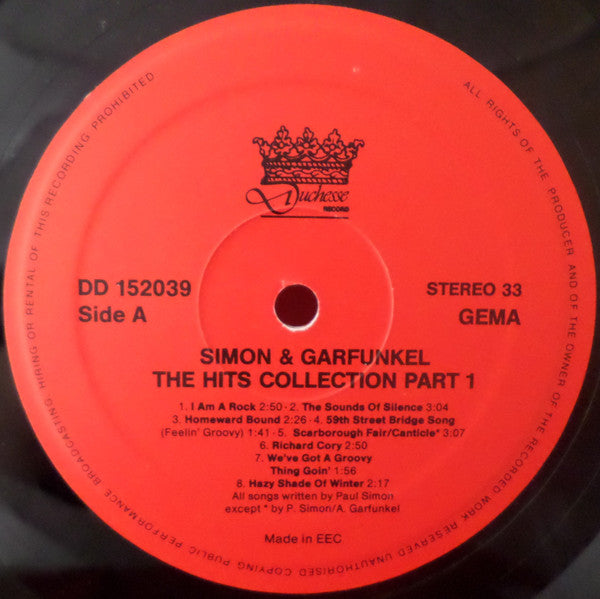 Duchesse
RECORD
DD 152039
Side A
STEREO 33
GEMA
SIMON & GARFUNKEL
THE HITS COLLECTION PART 1
1. I Am A Rock 2:50 · 2. The Sounds Of Silence 3:04
3. Homeward Bound 2:26 · 4. 59th Street Bridge Song
(Feelin' Groovy) 1:41 · 5. Scarborough Fair/Canticle* 3:07
6. Richard Cory 2:50
7. We've Got A Groovy
Thing Goin' 1:56
8. Hazy Shade Of Winter 2:17
All songs written by Paul Simon
except * by P. Simon/A. Garfunkel
Made in EEC
ALL RIGHTS OF THE PRODUCER AND OF THE OWNER OF THE RECORDED WORK RESERVED UNAUTHORISED COPYING PUBLIC PERFORMANCE BROADCASTING HIRING OR RENTAL OF THIS RECORDING PROHIBITED